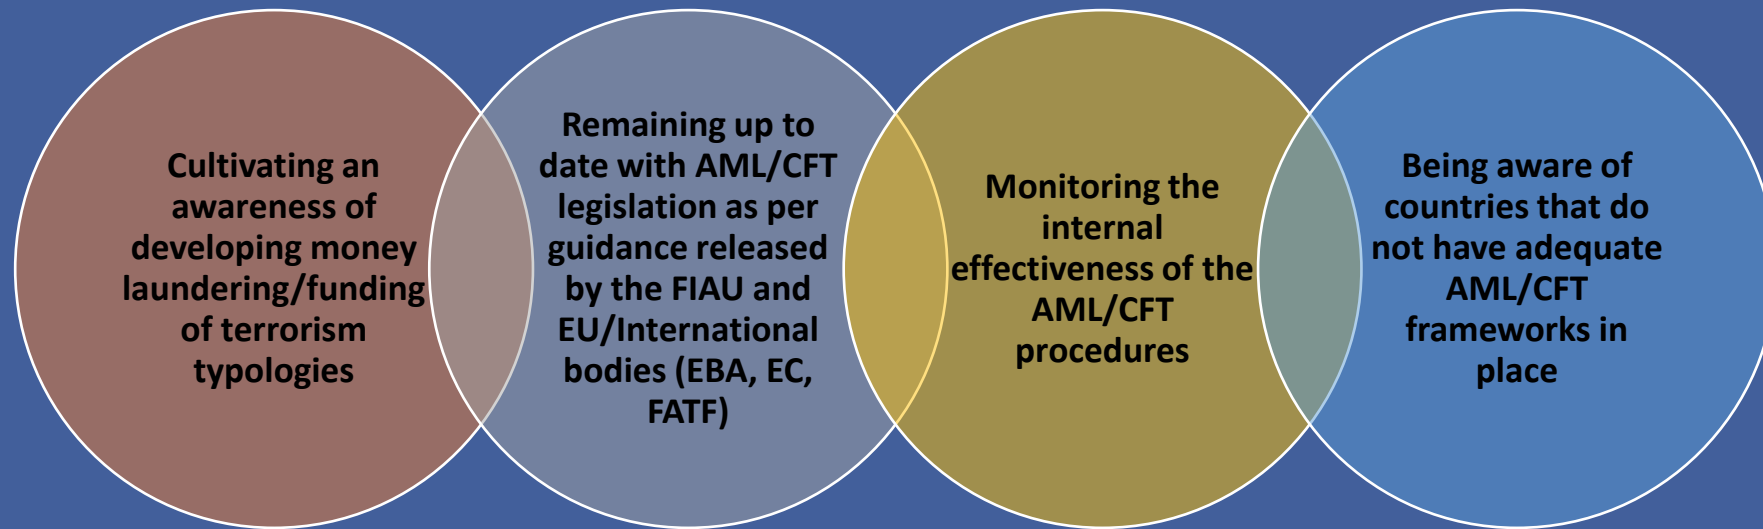 Cultivating an
awareness of
developing money
laundering/funding
of terrorism
typologies
Remaining up to
date with AML/CFT
legislation as per
guidance released
by the FIAU and
EU/International
bodies (EBA, EC,
FATF)
Monitoring the
internal
effectiveness of the
AML/CFT
procedures
Being aware of
countries that do
not have adequate
AML/CFT
frameworks in
place